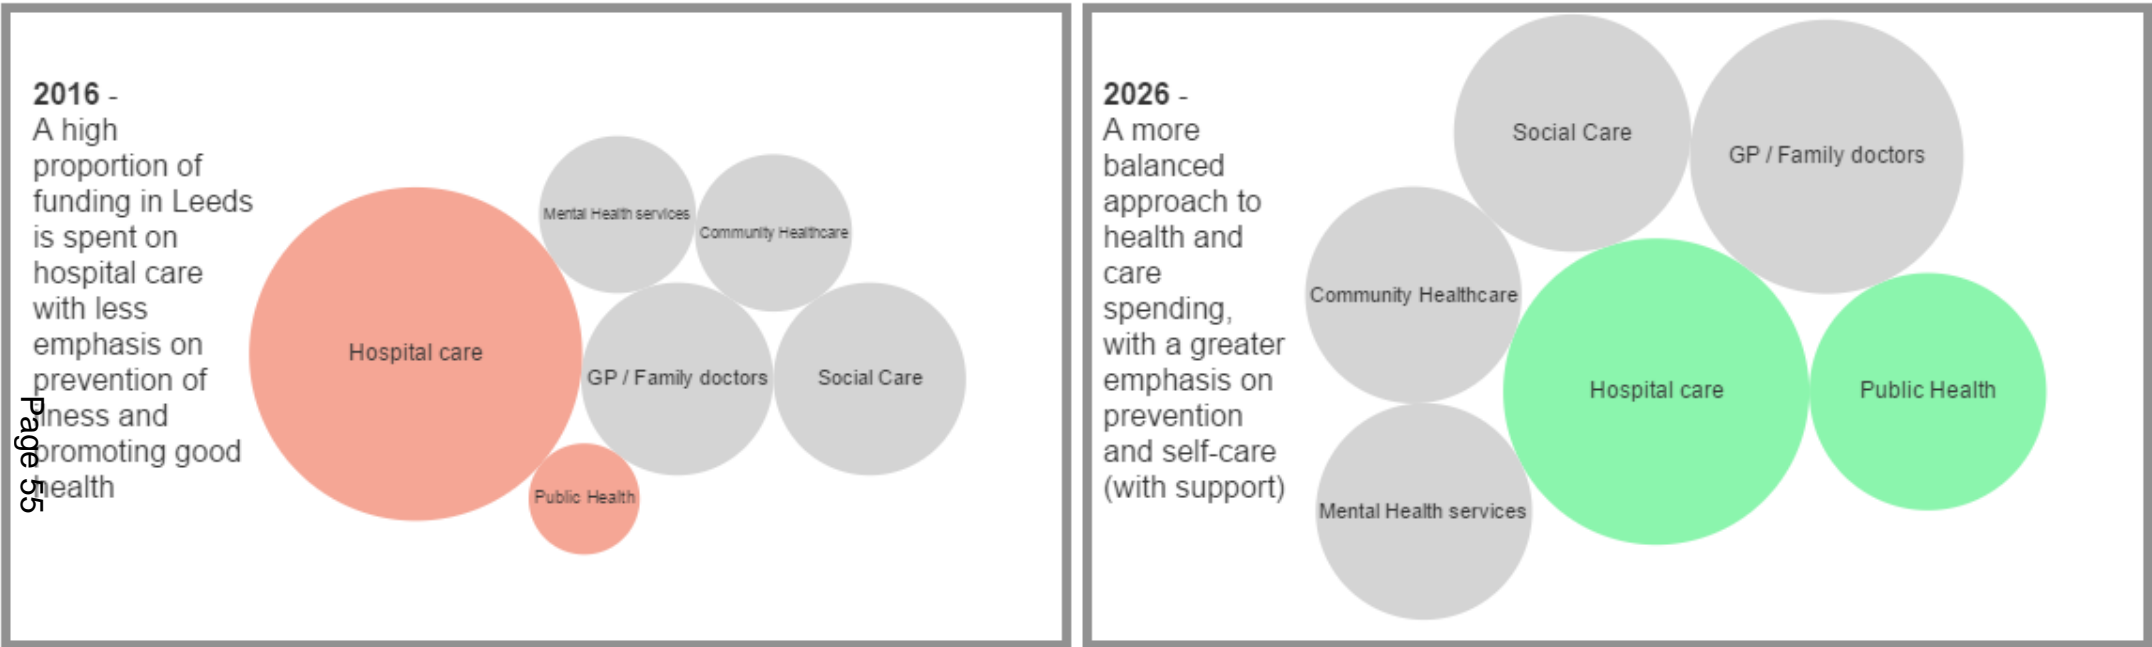 2016 -
A high
proportion of
funding in Leeds
is spent on
hospital care
with less
emphasis on
prevention of
illness and
promoting good
health
Page 55
Mental Health services
Community Healthcare
Hospital care
GP / Family doctors
Social Care
Public Health
2026 -
A more
balanced
approach to
health and
care
spending,
with a greater
emphasis on
prevention
and self-care
(with support)
Social Care
GP / Family doctors
Community Healthcare
Hospital care
Public Health
Mental Health services